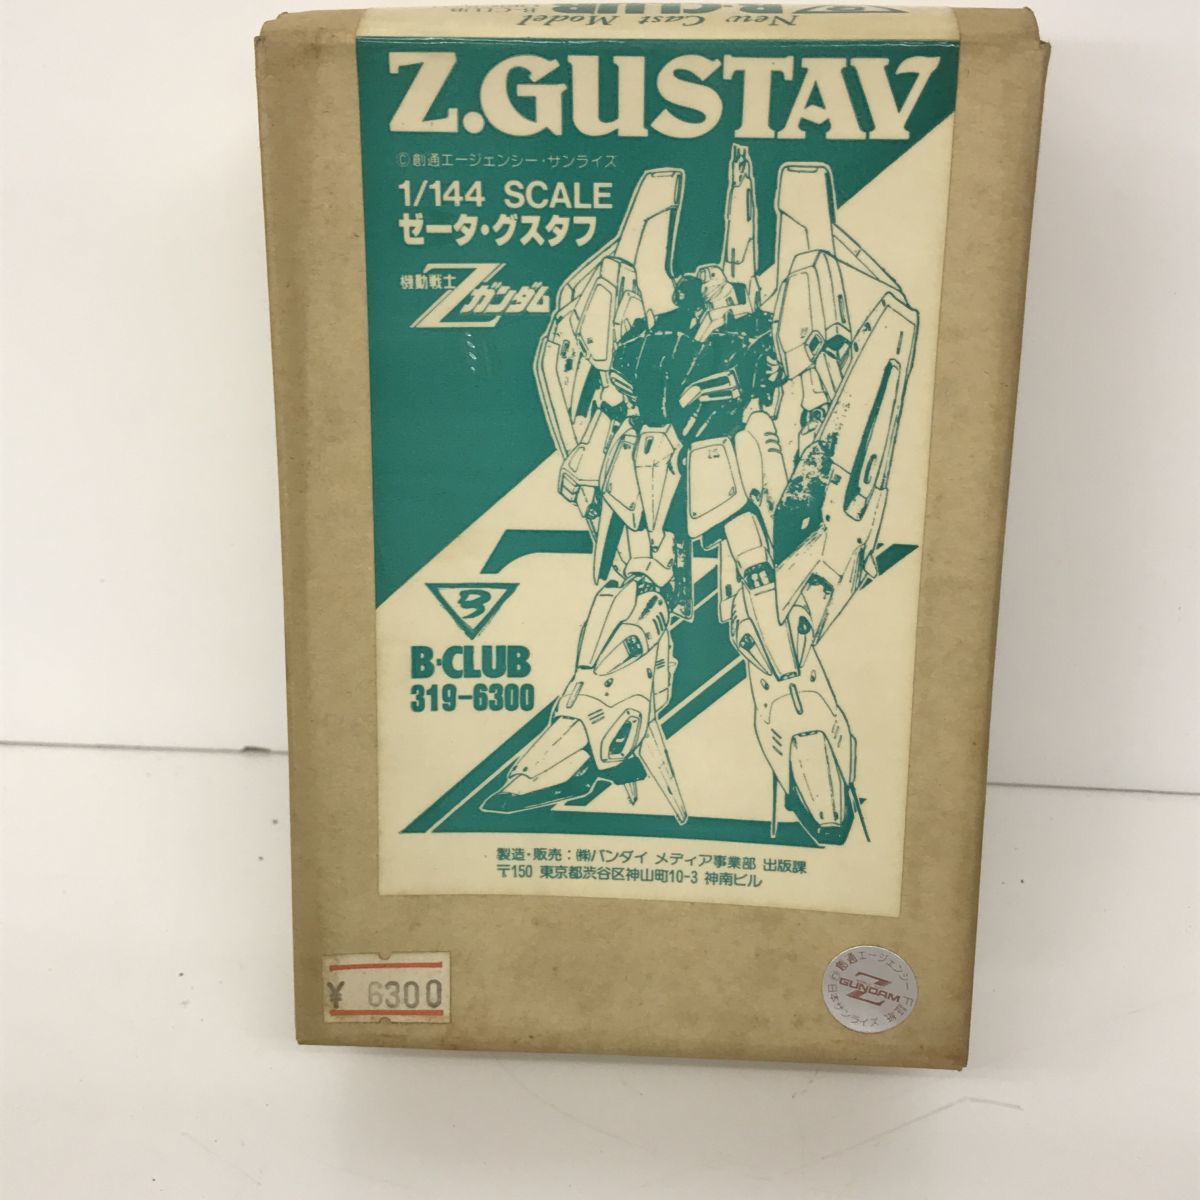 New Cast Model
B-CLUB
Z.GUSTAV
©創通エージェンシー・サンライズ
1/144 SCALE
ゼータ・グスタフ
機動戦士
Zガンダム
B
B-CLUB
319-6300
製造・販売：㈱バンダイ メディア事業部 出版課
〒150 東京都渋谷区神山町10-3 神南ビル
¥ 6300
創通エージェンシー
Z
GUNDAM
日本サンライズ
証紙